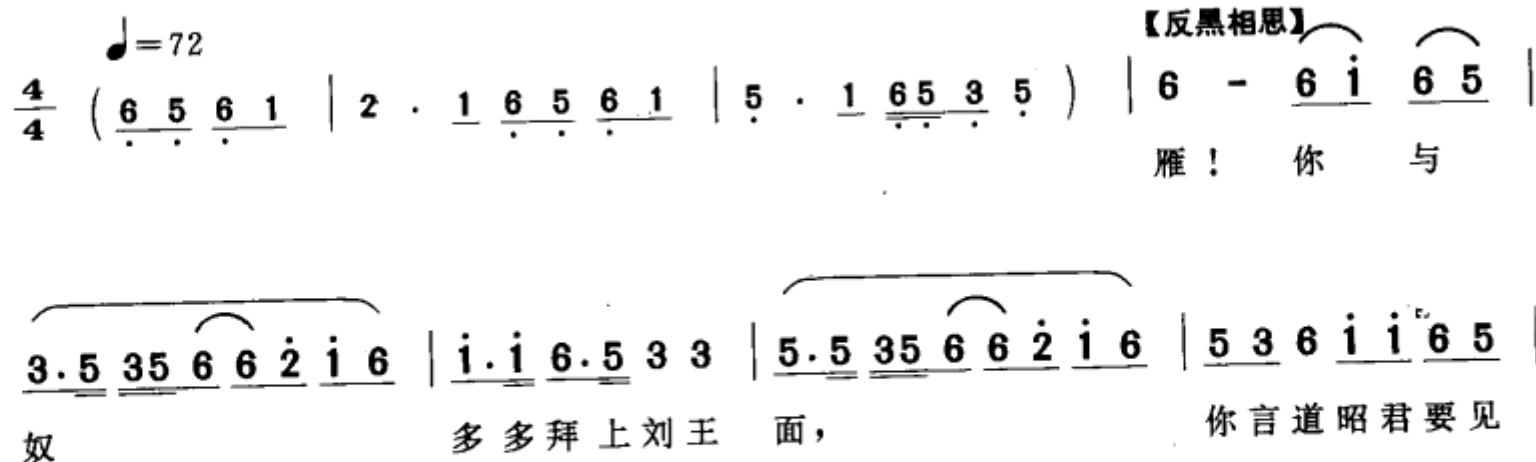 ♩=72
【反黑相思】
4/4 ( 6̣ 5̣ 6̣ 1 | 2 · 1 6̣ 5̣ 6̣ 1 | 5̣ · 1 6̣ 5̣ 3̣ 5̣ ) | 6 - 6 i̇ 6 5 |
雁! 你 与
3·5 35 6 6 2̇ i̇ 6 | i̇·i̇ 6·5 3 3 | 5·5 35 6 6 2̇ i̇ 6 | 5 3 6 i̇ i̇ 6 5 |
奴 多多拜上刘王 面, 你言道昭君要见